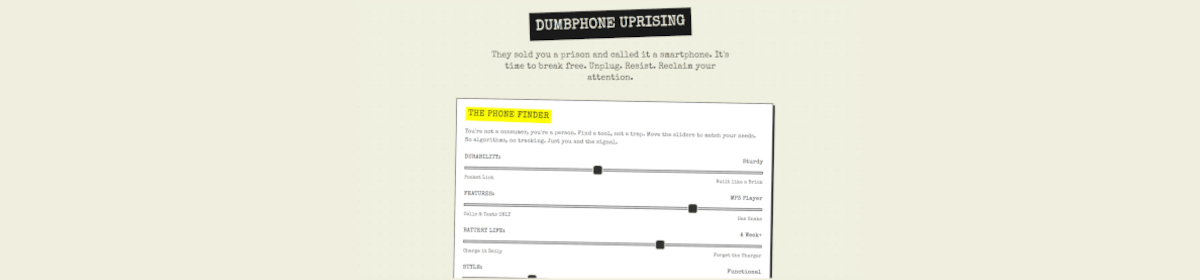 DUMBPHONE UPRISING
They sold you a prison and called it a smartphone. It's
time to break free. Unplug. Resist. Reclaim your
attention.
THE PHONE FINDER
You're not a consumer, you're a person. Find a tool, not a trap. Move the sliders to match your needs.
No algorithms, no tracking. Just you and the signal.
DURABILITY: Sturdy
Pocket Lint Built Like a Brick
FEATURES: MP3 Player
Calls & Texts ONLY Has Snake
BATTERY LIFE: A Week+
Charge it Daily Forget the Charger
STYLE: Functional